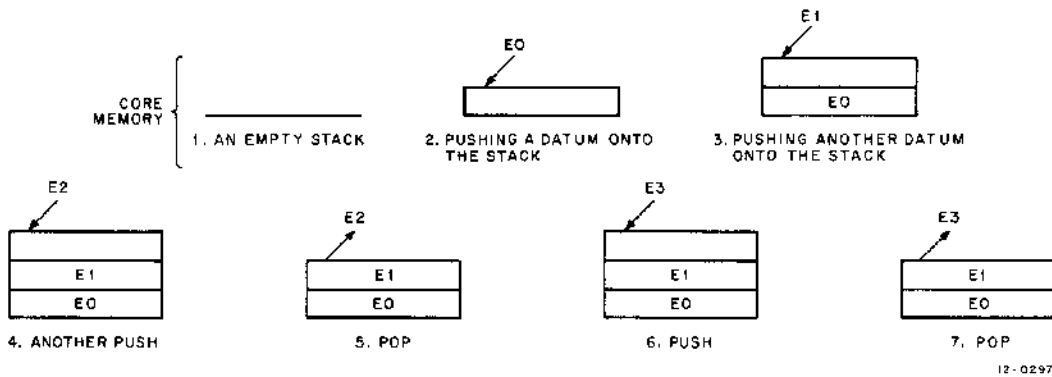 E0
E1
CORE
MEMORY
E0
1. AN EMPTY STACK
2. PUSHING A DATUM ONTO
THE STACK
3. PUSHING ANOTHER DATUM
ONTO THE STACK
E2
E2
E3
E3
E1
E1
E1
E1
E0
E0
E0
E0
4. ANOTHER PUSH
5. POP
6. PUSH
7. POP
12-0297